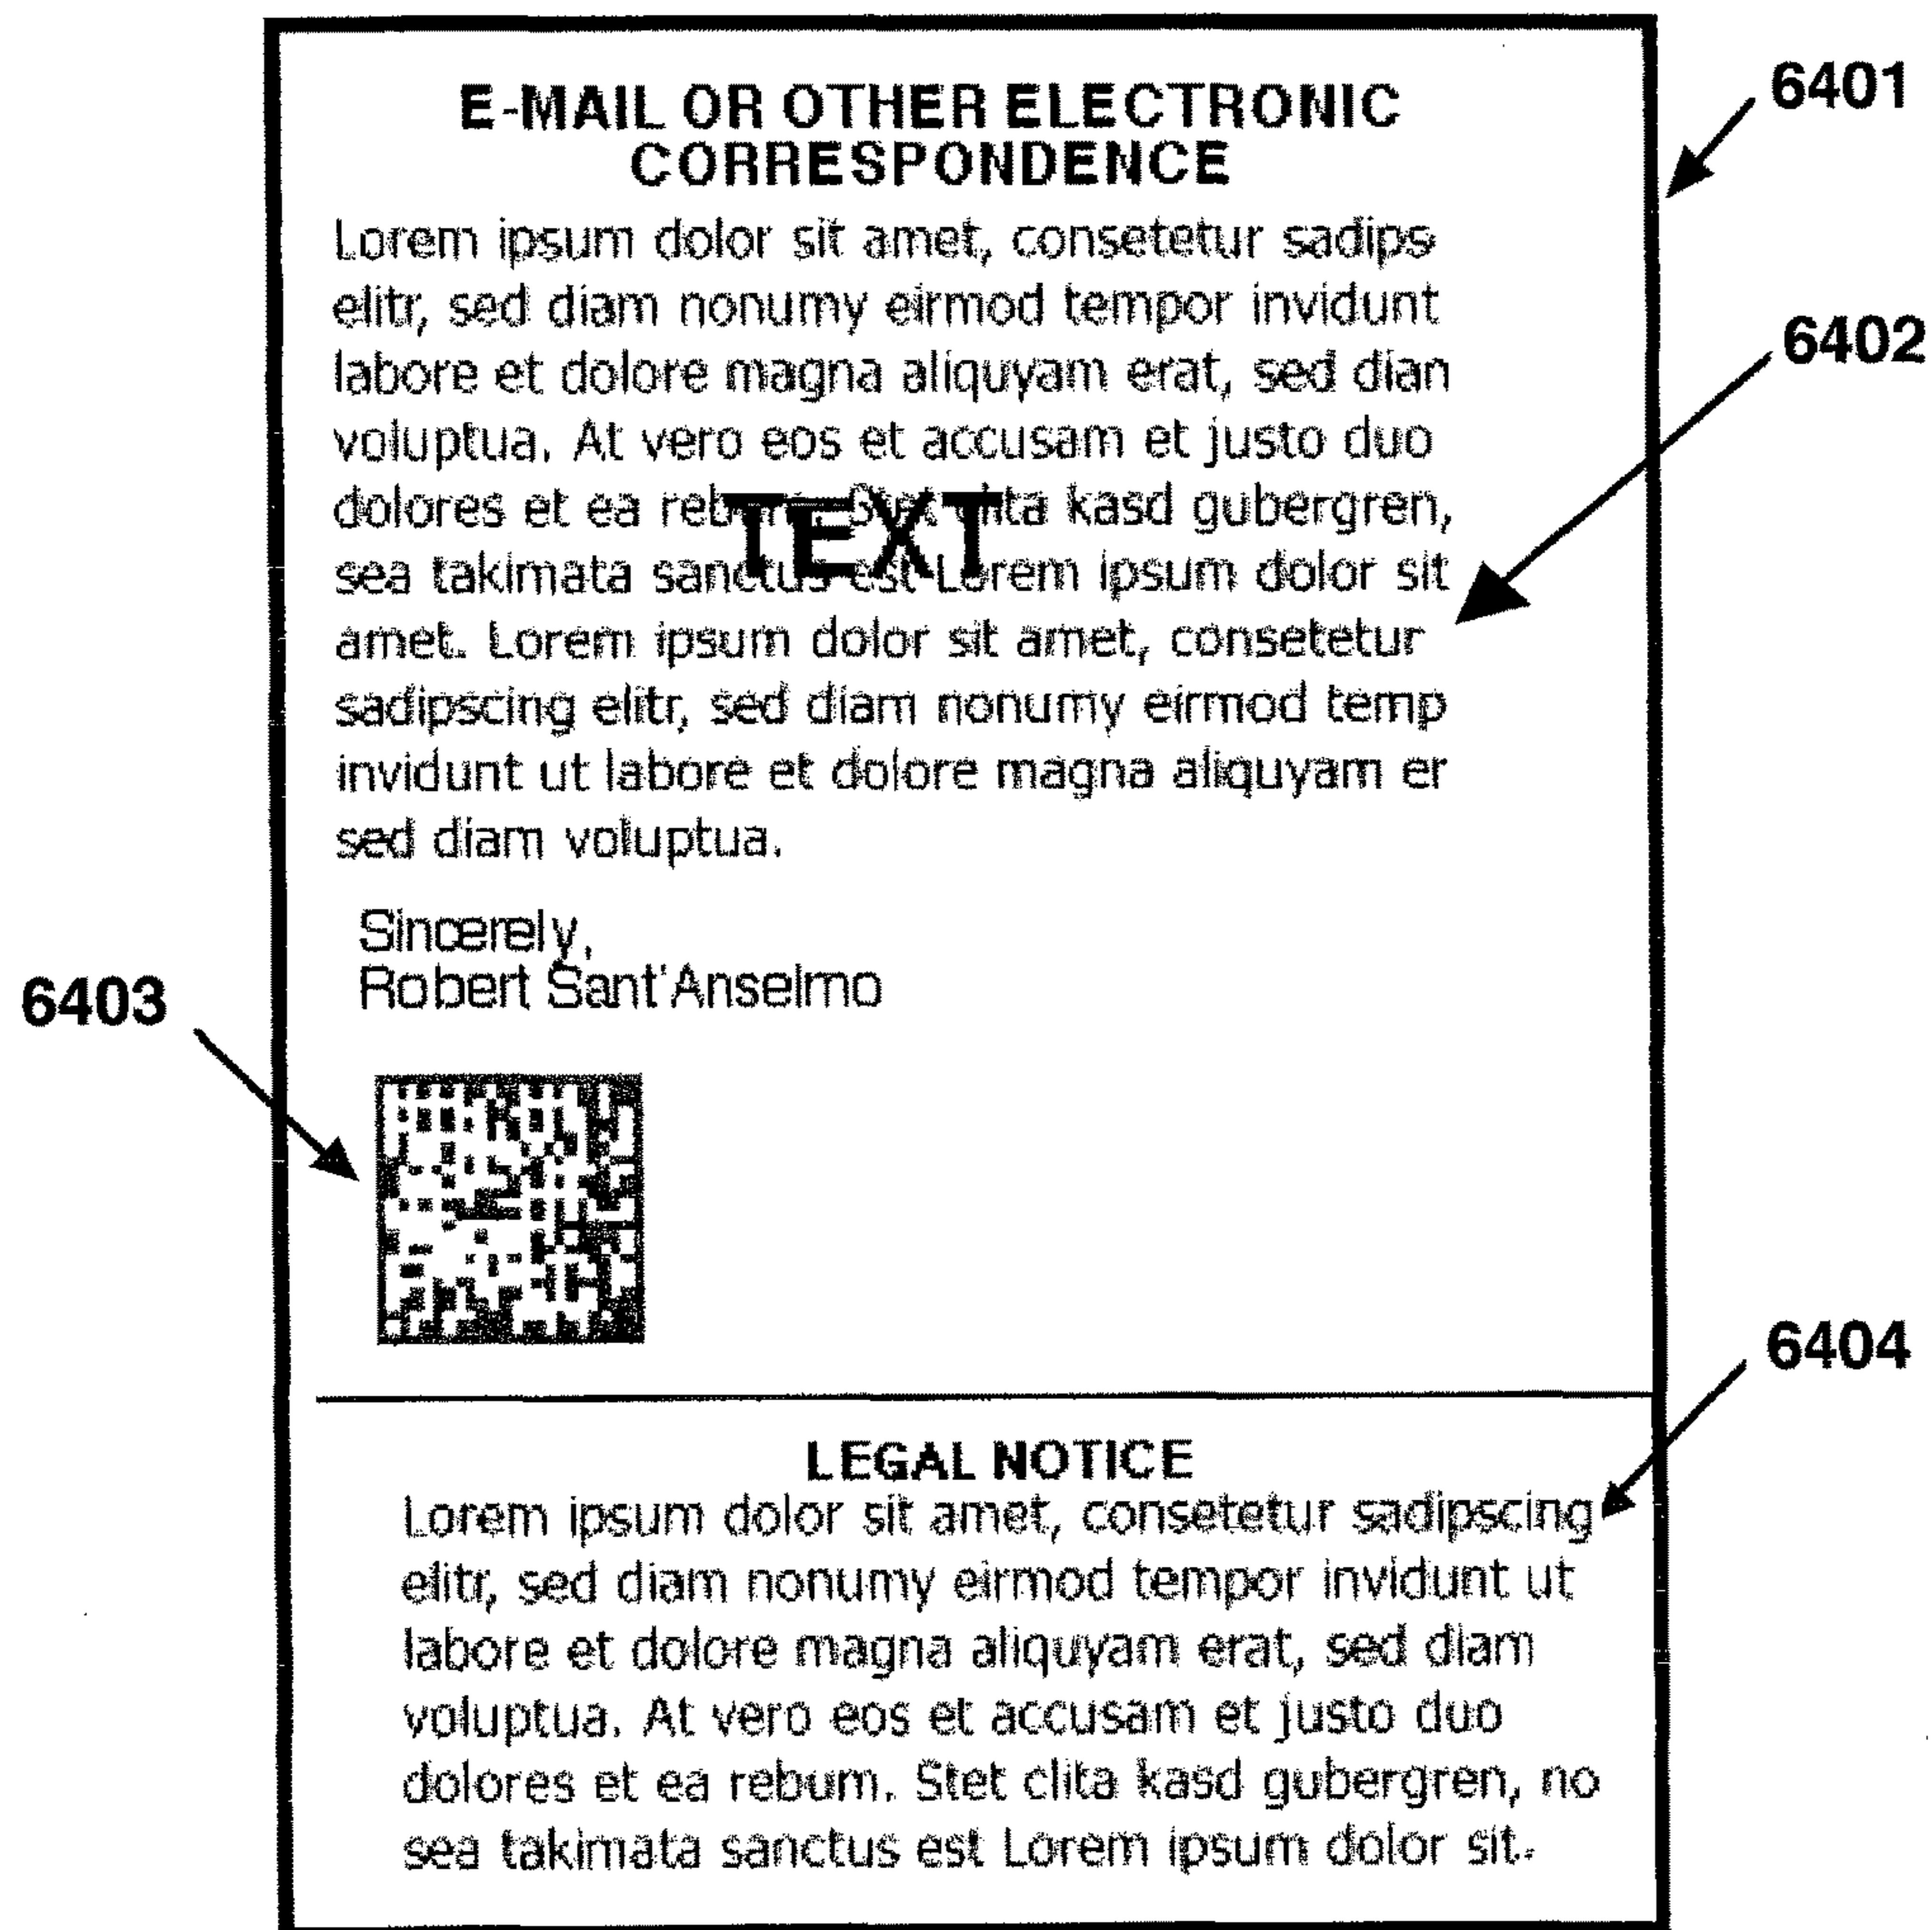 E-MAIL OR OTHER ELECTRONIC
CORRESPONDENCE
6401
Lorem ipsum dolor sit amet, consetetur sadips
elitr, sed diam nonumy eirmod tempor invidunt
6402
labore et dolore magna aliquyam erat, sed dian
voluptua. At vero eos et accusam et justo duo
dolores et ea rebum. Stet clita kasd gubergren,
TEXT
sea takimata sanctus est Lorem ipsum dolor sit
amet. Lorem ipsum dolor sit amet, consetetur
sadipscing elitr, sed diam nonumy eirmod temp
invidunt ut labore et dolore magna aliquyam er
sed diam voluptua.
Sincerely,
Robert Sant'Anselmo
6403
6404
LEGAL NOTICE
Lorem ipsum dolor sit amet, consetetur sadipscing
elitr, sed diam nonumy eirmod tempor invidunt ut
labore et dolore magna aliquyam erat, sed diam
voluptua. At vero eos et accusam et justo duo
dolores et ea rebum. Stet clita kasd gubergren, no
sea takimata sanctus est Lorem ipsum dolor sit.